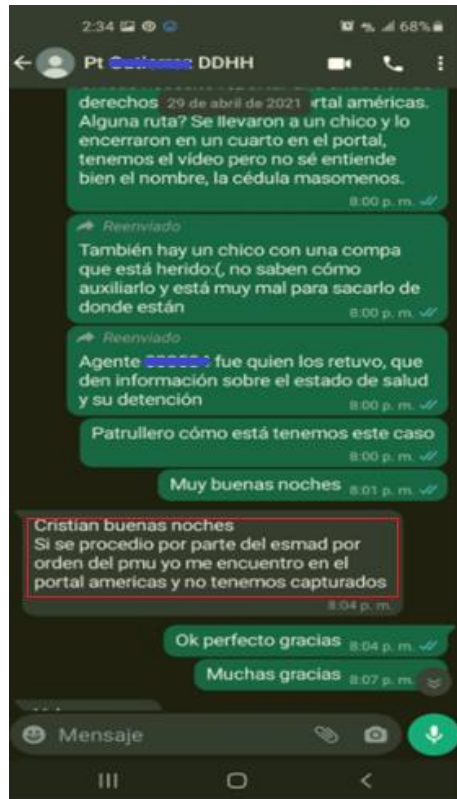 2:34
68%
Pt DDHH
derechos
29 de abril de 2021
rtal américas.
Alguna ruta? Se llevaron a un chico y lo
encerraron en un cuarto en el portal,
tenemos el vídeo pero no sé entiende
bien el nombre, la cédula masomenos.
8:00 p. m.
Reenviado
También hay un chico con una compa
que está herido:(, no saben cómo
auxiliarlo y está muy mal para sacarlo de
donde están
8:00 p. m.
Reenviado
Agente fue quien los retuvo, que
den información sobre el estado de salud
y su detención
8:00 p. m.
Patrullero cómo está tenemos este caso
8:00 p. m.
Muy buenas noches 8:01 p. m.
Cristian buenas noches
Si se procedio por parte del esmad por
orden del pmu yo me encuentro en el
portal americas y no tenemos capturados
8:04 p. m.
Ok perfecto gracias 8:04 p. m.
Muchas gracias 8:07 p. m.
Mensaje